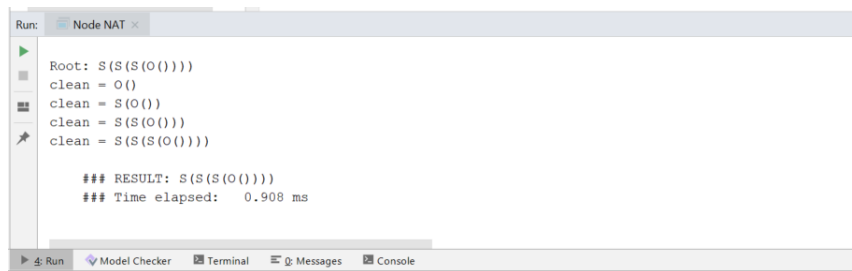 Run: Node NAT ×
Root: S(S(S(O())))
clean = O()
clean = S(O())
clean = S(S(O()))
clean = S(S(S(O())))
### RESULT: S(S(S(O())))
### Time elapsed: 0.908 ms
4: Run Model Checker Terminal 0: Messages Console